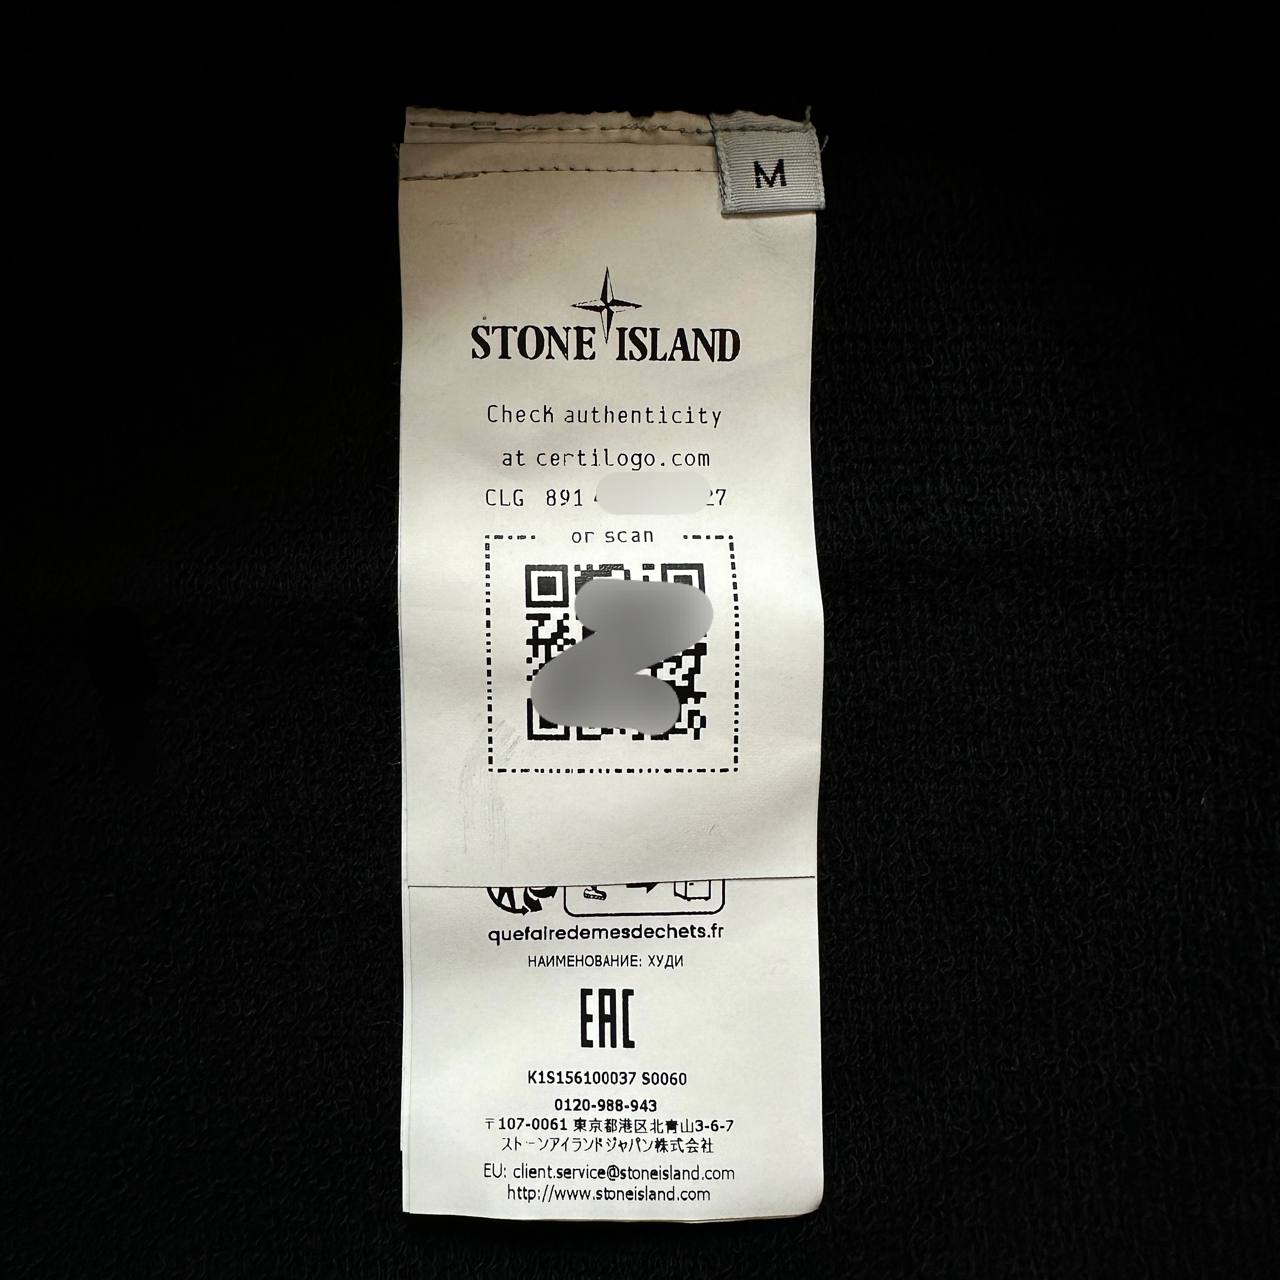 M
STONE ISLAND
Check authenticity
at certilogo.com
CLG 891 27
or scan
quefairedemesdechets.fr
НАИМЕНОВАНИЕ: ХУДИ
EAC
K1S156100037 S0060
0120-988-943
〒107-0061 東京都港区北青山3-6-7
ストーンアイランドジャパン株式会社
EU: client.service@stoneisland.com
http://www.stoneisland.com